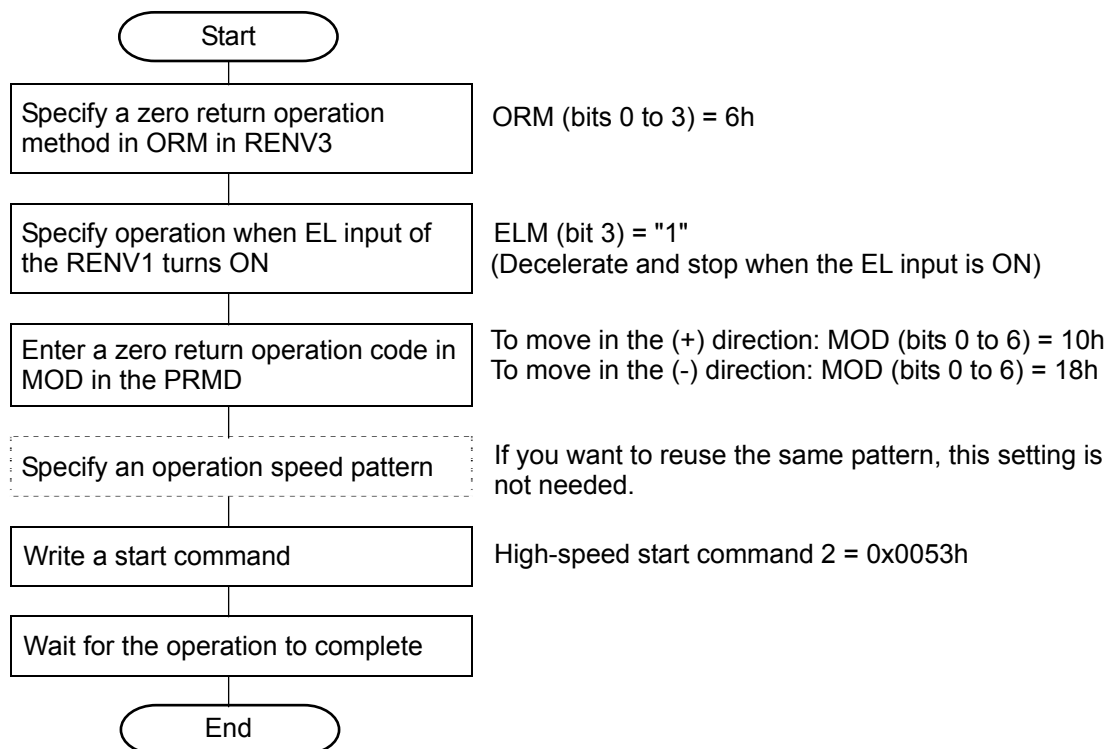 Start
Specify a zero return operation
method in ORM in RENV3
ORM (bits 0 to 3) = 6h
Specify operation when EL input of
the RENV1 turns ON
ELM (bit 3) = "1"
(Decelerate and stop when the EL input is ON)
Enter a zero return operation code in
MOD in the PRMD
To move in the (+) direction: MOD (bits 0 to 6) = 10h
To move in the (-) direction: MOD (bits 0 to 6) = 18h
Specify an operation speed pattern
If you want to reuse the same pattern, this setting is
not needed.
Write a start command
High-speed start command 2 = 0x0053h
Wait for the operation to complete
End